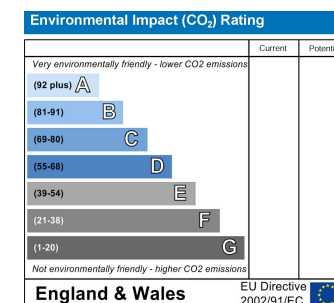 Environmental Impact (CO₂) Rating
Current Potenti
Very environmentally friendly - lower CO2 emissions
(92 plus) A
(81-91) B
(69-80) C
(55-68) D
(39-54) E
(21-38) F
(1-20) G
Not environmentally friendly - higher CO2 emissions
England & Wales
EU Directive
2002/91/EC